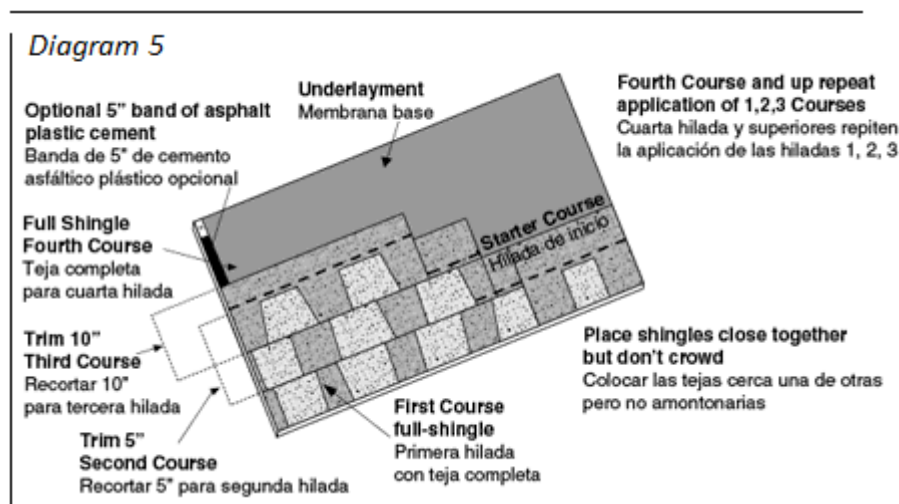 Diagram 5
Optional 5" band of asphalt
plastic cement
Banda de 5" de cemento
asfáltico plástico opcional
Underlayment
Membrana base
Fourth Course and up repeat
application of 1,2,3 Courses
Cuarta hilada y superiores repiten
la aplicación de las hiladas 1, 2, 3
Full Shingle
Fourth Course
Teja completa
para cuarta hilada
Starter Course
Hilada de inicio
Trim 10"
Third Course
Recortar 10"
para tercera hilada
Place shingles close together
but don't crowd
Colocar las tejas cerca una de otras
pero no amontonarias
First Course
full-shingle
Primera hilada
con teja completa
Trim 5"
Second Course
Recortar 5" para segunda hilada